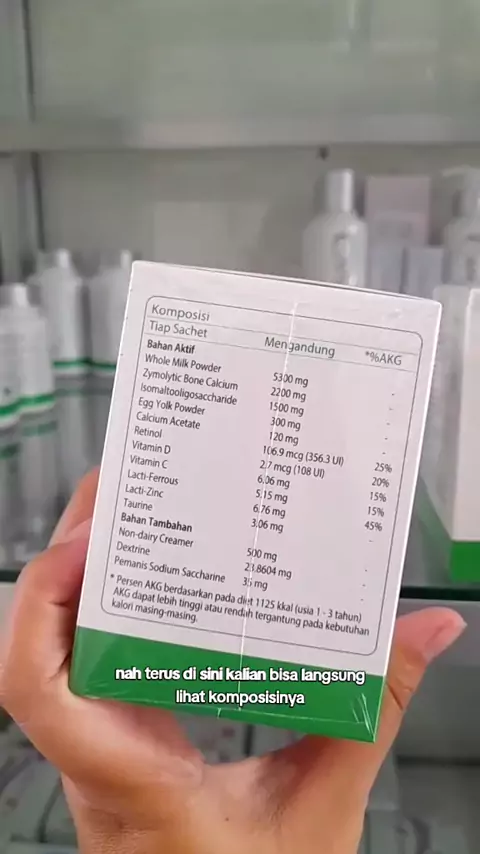 Komposisi
Tiap Sachet Mengandung *%AKG
Bahan Aktif
Whole Milk Powder 5300 mg -
Zymolytic Bone Calcium 2200 mg -
Isomaltooligosaccharide 1500 mg -
Egg Yolk Powder 300 mg -
Calcium Acetate 120 mg -
Retinol 106.9 mcg (356.3 UI) 25%
Vitamin D 2.7 mcg (108 UI) 20%
Vitamin C 6.06 mg 15%
Lacti-Ferrous 5.15 mg 15%
Lacti-Zinc 6.76 mg 45%
Taurine 3.06 mg -
Bahan Tambahan
Non-dairy Creamer 500 mg -
Dextrine 23.8604 mg -
Pemanis Sodium Saccharine 35 mg -
* Persen AKG berdasarkan pada diet 1125 kkal (usia 1 - 3 tahun)
AKG dapat lebih tinggi atau rendah tergantung pada kebutuhan
kalori masing-masing.
nah terus di sini kalian bisa langsung
lihat komposisinya